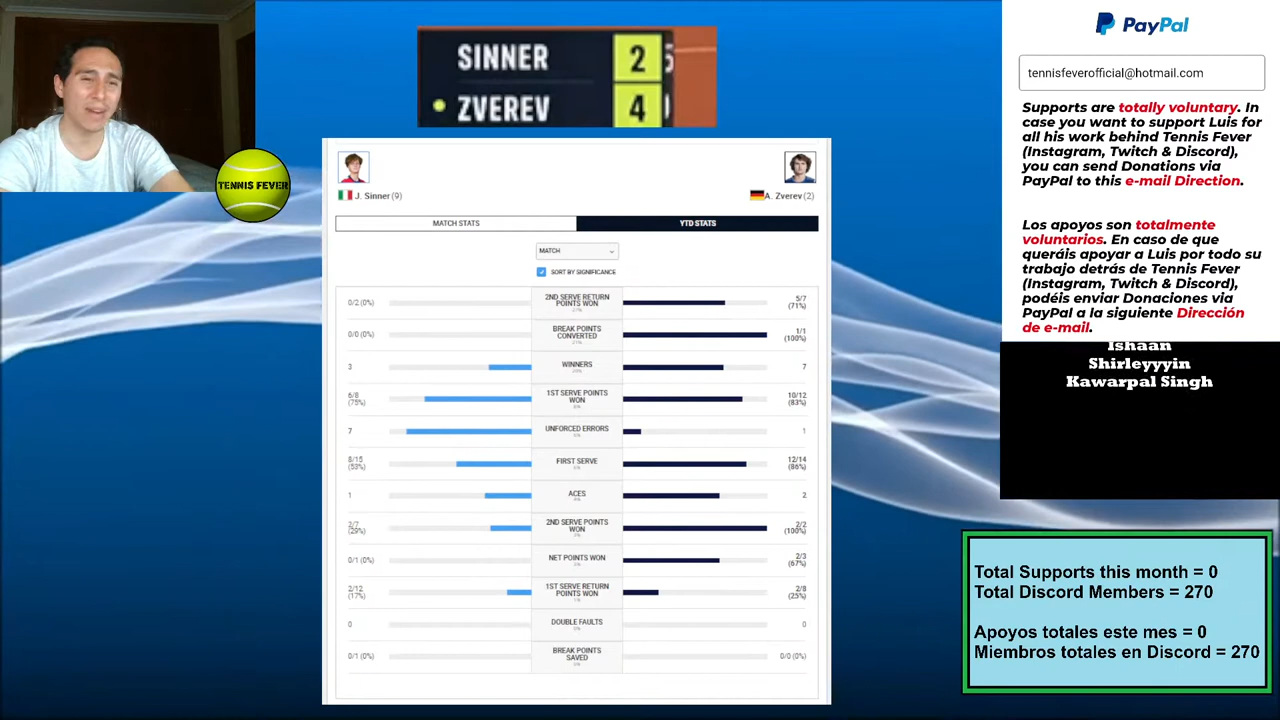 SINNER 2
ZVEREV 4
TENNIS FEVER
J. Sinner (9)
A. Zverev (2)
MATCH STATS
YTD STATS
MATCH
SORT BY SIGNIFICANCE
0/2 (0%)
2ND SERVE RETURN
POINTS WON
5/7
(71%)
0/0 (0%)
BREAK POINTS
CONVERTED
1/1
(100%)
3
WINNERS
7
6/8
(75%)
1ST SERVE POINTS
WON
10/12
(83%)
7
UNFORCED ERRORS
1
8/15
(53%)
FIRST SERVE
12/14
(86%)
1
ACES
2
2/7
(29%)
2ND SERVE POINTS
WON
2/2
(100%)
0/1 (0%)
NET POINTS WON
2/3
(67%)
2/12
(17%)
1ST SERVE RETURN
POINTS WON
2/8
(25%)
0
DOUBLE FAULTS
0
0/1 (0%)
BREAK POINTS
SAVED
0/0 (0%)
PayPal
tennisfeverofficial@hotmail.com
Supports are totally voluntary. In
case you want to support Luis for
all his work behind Tennis Fever
(Instagram, Twitch & Discord),
you can send Donations via
PayPal to this e-mail Direction.
Los apoyos son totalmente
voluntarios. En caso de que
queráis apoyar a Luis por todo su
trabajo detrás de Tennis Fever
(Instagram, Twitch & Discord),
podéis enviar Donaciones via
PayPal a la siguiente Dirección
de e-mail.
Ishaan
Shirleyyyin
Kawarpal Singh
Total Supports this month = 0
Total Discord Members = 270
Apoyos totales este mes = 0
Miembros totales en Discord = 270